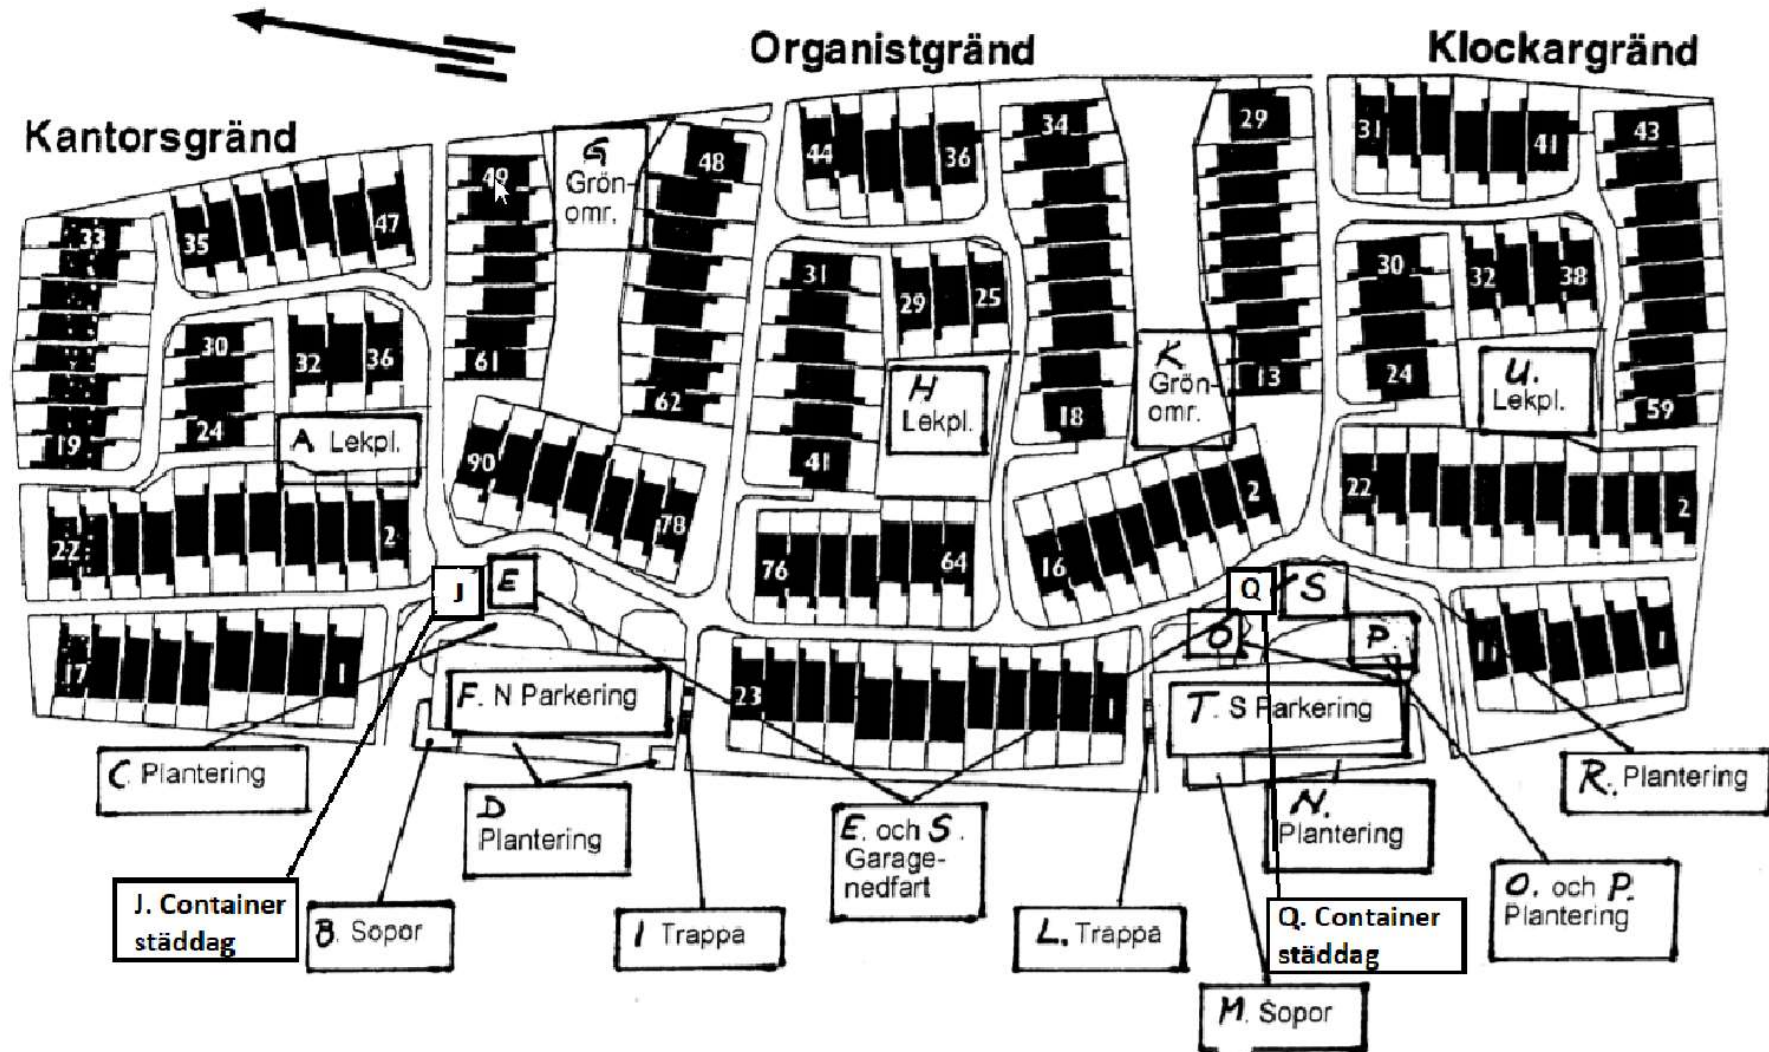 Organistgränd
Klockargränd
Kantorsgränd
G
Grön-
omr.
49
48
44
36
34
29
31
41
43
33
35
47
31
29
25
30
32
38
30
32
36
61
62
H
Lekpl.
K
Grön-
omr.
13
24
U.
Lekpl.
59
19
24
A Lekpl.
41
18
90
78
22
2
22
2
2
76
64
16
J
E
Q
S
O
P.
17
1
F. N Parkering
23
1
T. S Parkering
11
1
C. Plantering
D
Plantering
E. och S.
Garage-
nedfart
N.
Plantering
R. Plantering
J. Container
städdag
B. Sopor
I Trappa
L. Trappa
Q. Container
städdag
O. och P.
Plantering
M. Sopor